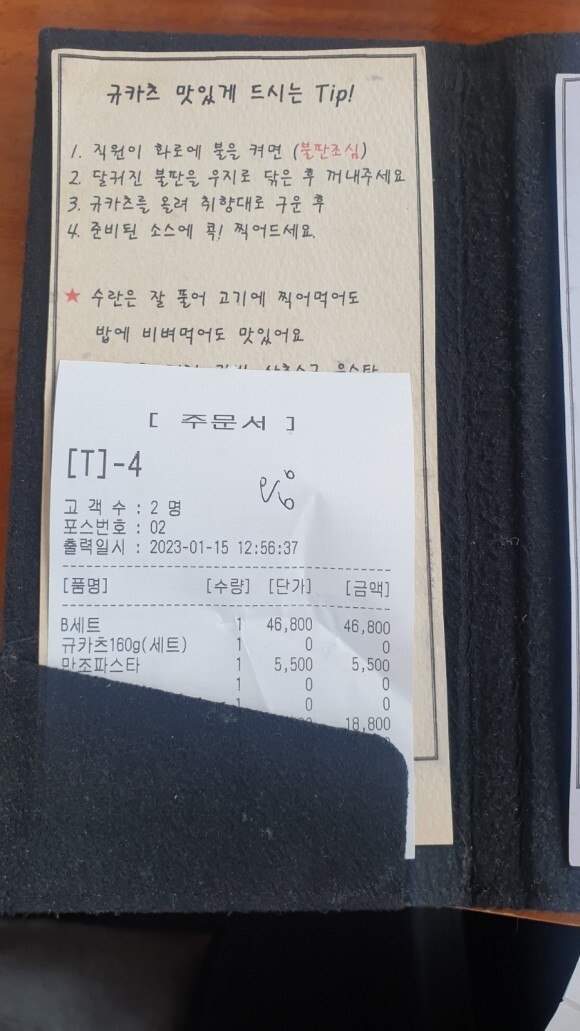 규카츠 맛있게 드시는 Tip!
1. 직원이 화로에 불을 켜면 (불판조심)
2. 달커진 불판을 우지로 닦은 후 꺼내주세요
3. 규카츠를 올려 취향대로 구운 후
4. 준비된 소스에 콕! 찍어드세요.
★ 수란은 잘 풀어 고기에 찍어먹어도
밥에 비벼먹어도 맛있어요
[ 주문서 ]
[T]-4
고 객 수 : 2 명
포스번호 : 02
출력일시 : 2023-01-15 12:56:37
[품명] [수량] [단가] [금액]
B세트 1 46,800 46,800
규카츠160g(세트) 1 0 0
만조파스타 1 5,500 5,500
1 0 0
1 0 0
18,800